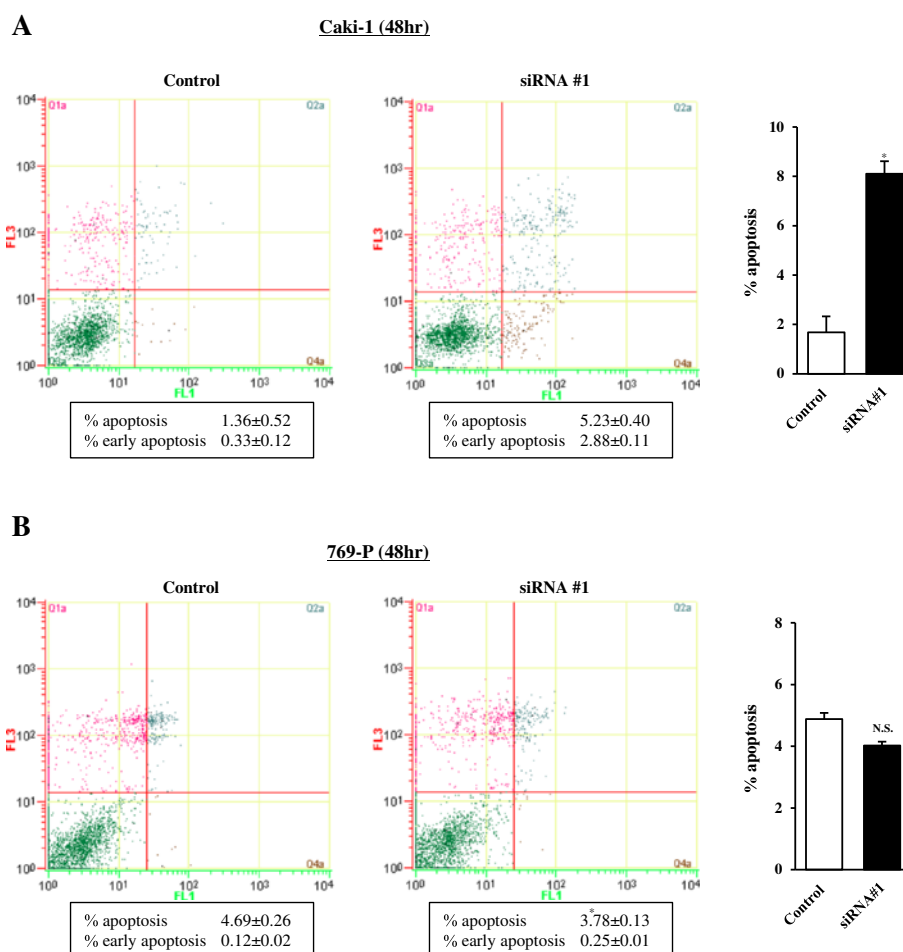 A
Caki-1 (48hr)
Control
siRNA #1
Q1a
Q2a
Q4a
10⁴
10³
10²
10¹
10⁰
FL3
10⁰ 10¹ 10² 10³ 10⁴
FL1
Q1a
Q2a
Q3a
Q4a
10⁴
10³
10²
10¹
10⁰
FL3
10⁰ 10¹ 10² 10³ 10⁴
FL1
% apoptosis 1.36±0.52
% early apoptosis 0.33±0.12
% apoptosis 5.23±0.40
% early apoptosis 2.88±0.11
% apoptosis
10
8
6
4
2
0
*
Control
siRNA#1
B
769-P (48hr)
Control
siRNA #1
Q1a
Q2a
Q4a
10⁴
10³
10²
10¹
10⁰
FL3
10⁰ 10¹ 10² 10³ 10⁴
FL1
Q1a
Q2a
Q4a
10⁴
10³
10²
10¹
10⁰
FL3
10⁰ 10¹ 10² 10³ 10⁴
FL1
% apoptosis 4.69±0.26
% early apoptosis 0.12±0.02
*
% apoptosis 3.78±0.13
% early apoptosis 0.25±0.01
% apoptosis
8
6
4
2
0
N.S.
Control
siRNA#1